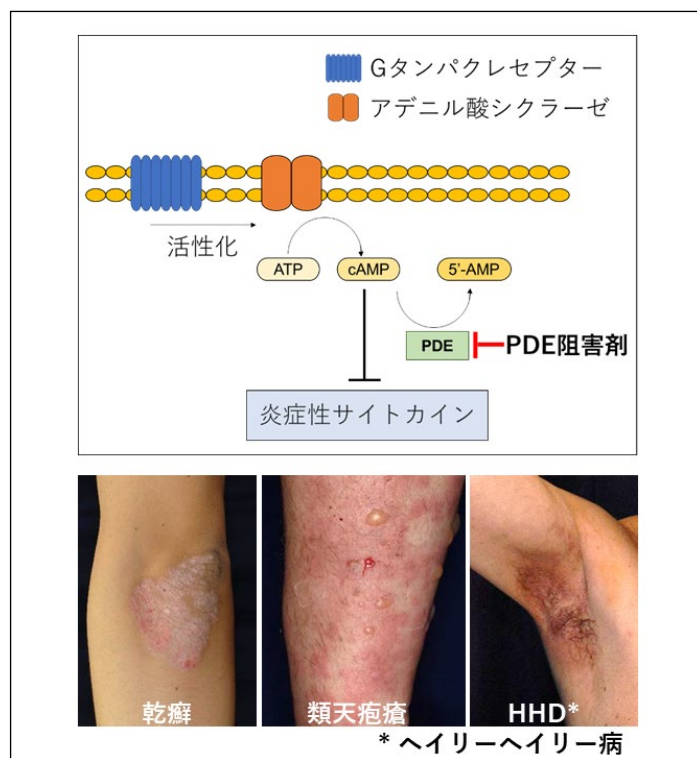 Gタンパクレセプター
アデニル酸シクラーゼ
活性化
ATP
cAMP
5'-AMP
PDE
PDE阻害剤
炎症性サイトカイン
乾癬
類天疱瘡
HHD*
* ヘイリーヘイリー病